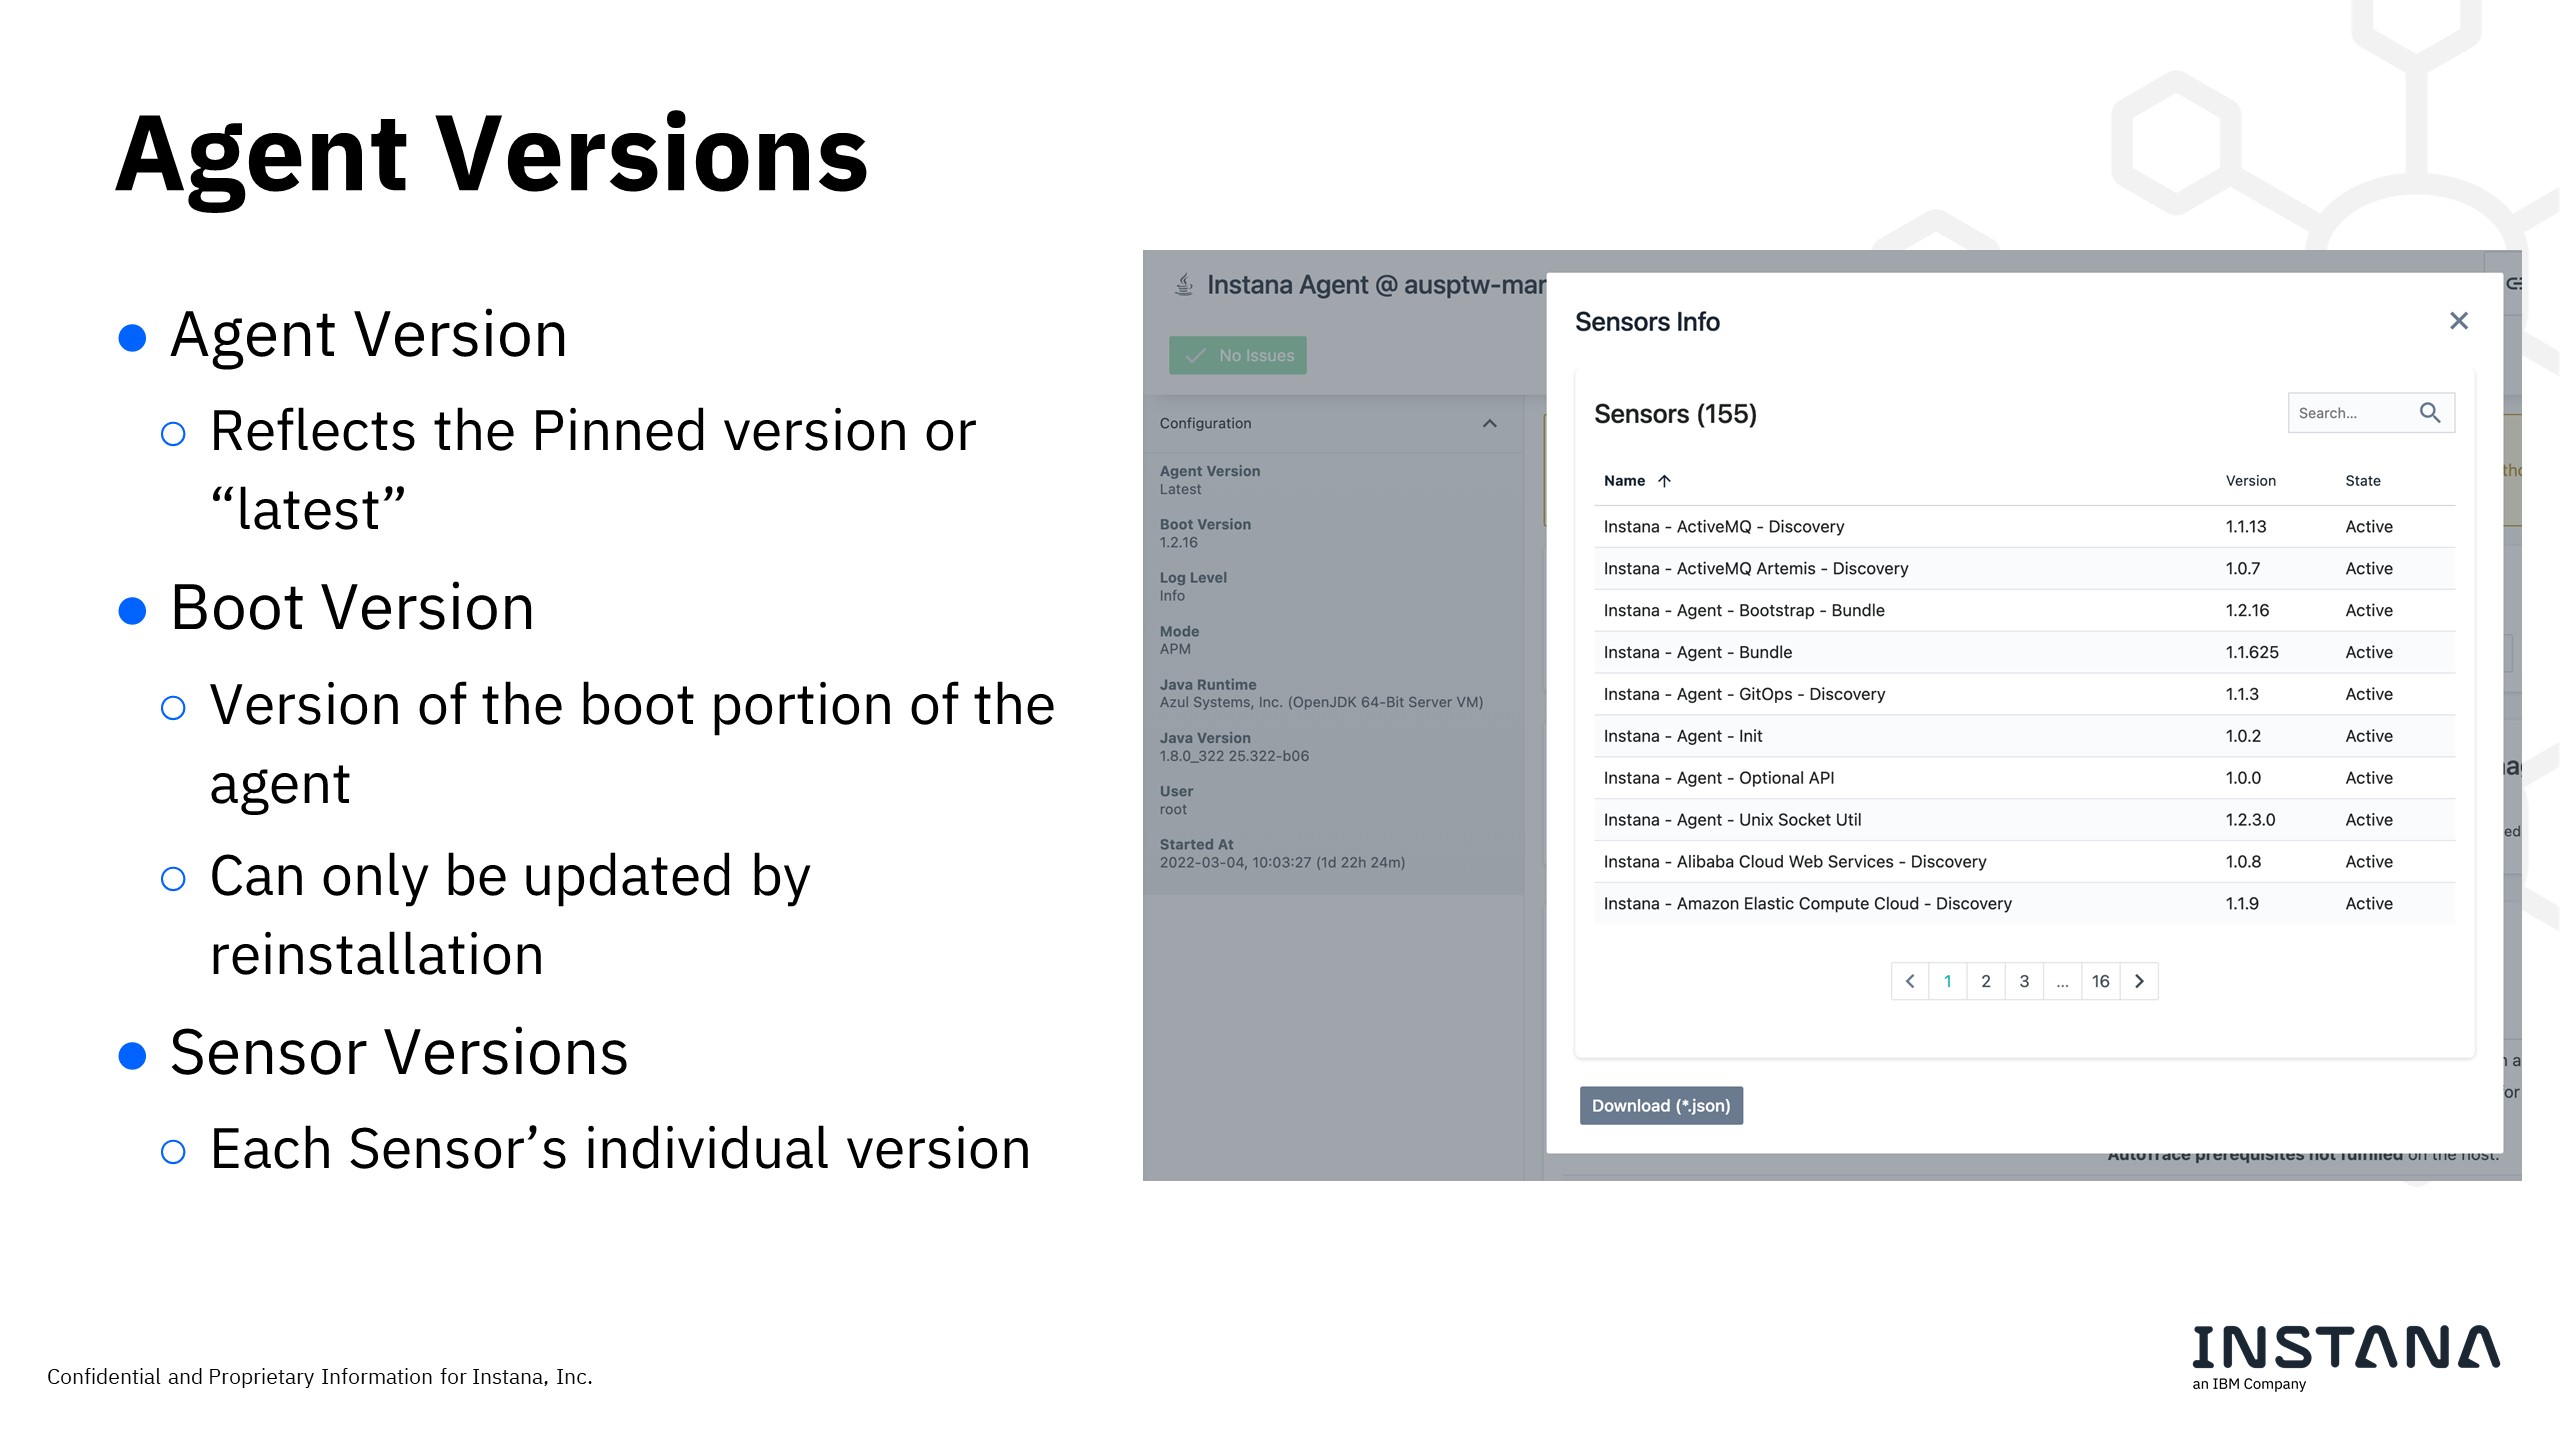 Agent Versions
Agent Version
Reflects the Pinned version or
“latest”
Boot Version
Version of the boot portion of the
agent
Can only be updated by
reinstallation
Sensor Versions
Each Sensor’s individual version
Instana Agent @ ausptw-mar
No Issues
Configuration
Agent Version
Latest
Boot Version
1.2.16
Log Level
Info
Mode
APM
Java Runtime
Azul Systems, Inc. (OpenJDK 64-Bit Server VM)
Java Version
1.8.0_322 25.322-b06
User
root
Started At
2022-03-04, 10:03:27 (1d 22h 24m)
Sensors Info
Sensors (155)
Search...
Name Version State
Instana - ActiveMQ - Discovery 1.1.13 Active
Instana - ActiveMQ Artemis - Discovery 1.0.7 Active
Instana - Agent - Bootstrap - Bundle 1.2.16 Active
Instana - Agent - Bundle 1.1.625 Active
Instana - Agent - GitOps - Discovery 1.1.3 Active
Instana - Agent - Init 1.0.2 Active
Instana - Agent - Optional API 1.0.0 Active
Instana - Agent - Unix Socket Util 1.2.3.0 Active
Instana - Alibaba Cloud Web Services - Discovery 1.0.8 Active
Instana - Amazon Elastic Compute Cloud - Discovery 1.1.9 Active
1 2 3 ... 16
Download (*.json)
AutoTrace prerequisites not fulfilled on the host.
Confidential and Proprietary Information for Instana, Inc.
INSTANA
an IBM Company